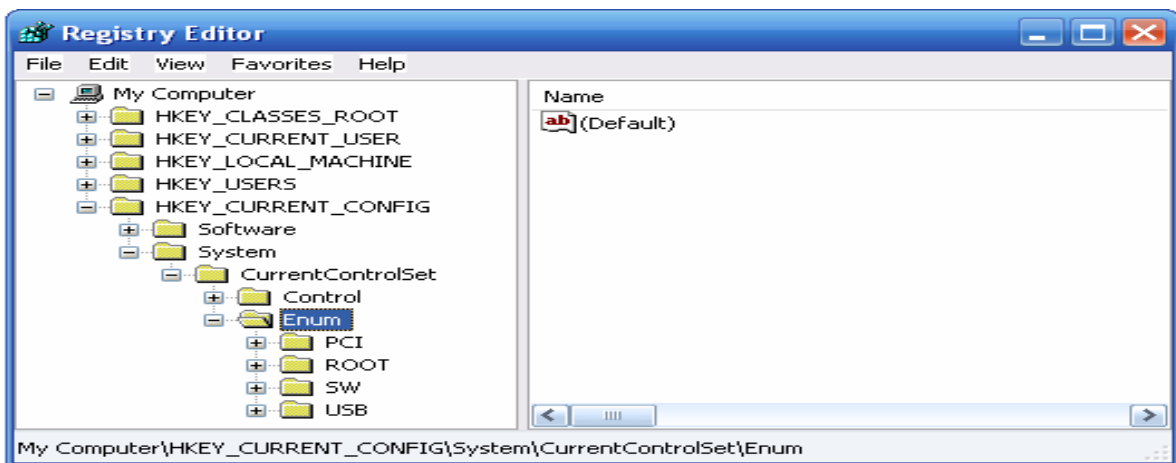 Registry Editor
File Edit View Favorites Help
My Computer
HKEY_CLASSES_ROOT
HKEY_CURRENT_USER
HKEY_LOCAL_MACHINE
HKEY_USERS
HKEY_CURRENT_CONFIG
Software
System
CurrentControlSet
Control
Enum
PCI
ROOT
SW
USB
Name
ab (Default)
My Computer\HKEY_CURRENT_CONFIG\System\CurrentControlSet\Enum